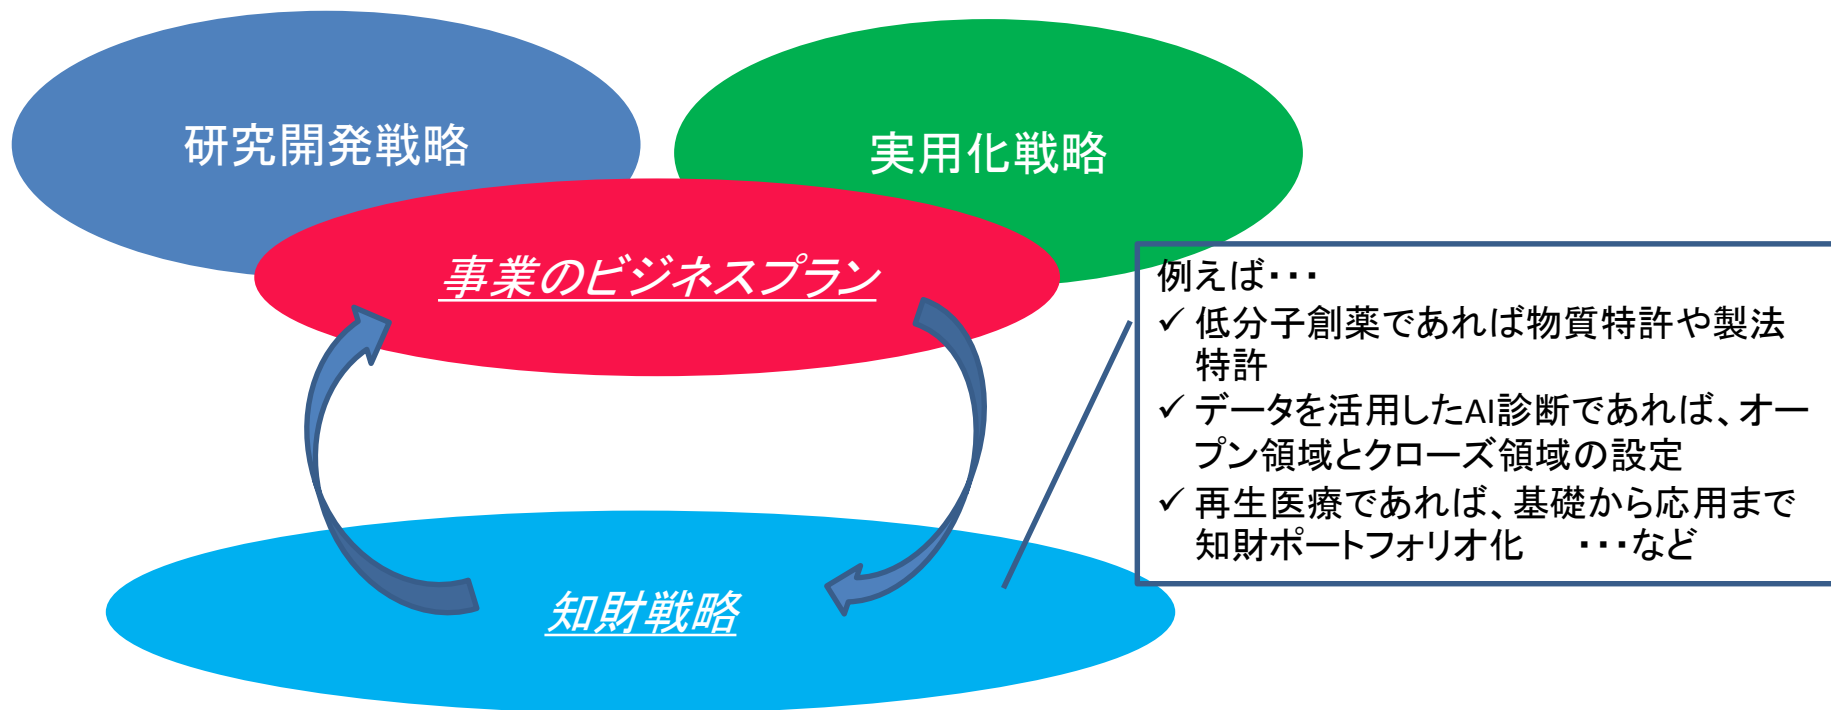 研究開発戦略
実用化戦略
事業のビジネスプラン
例えば・・・
✓ 低分子創薬であれば物質特許や製法
特許
✓ データを活用したAI診断であれば、オー
プン領域とクローズ領域の設定
✓ 再生医療であれば、基礎から応用まで
知財ポートフォリオ化　・・・など
知財戦略